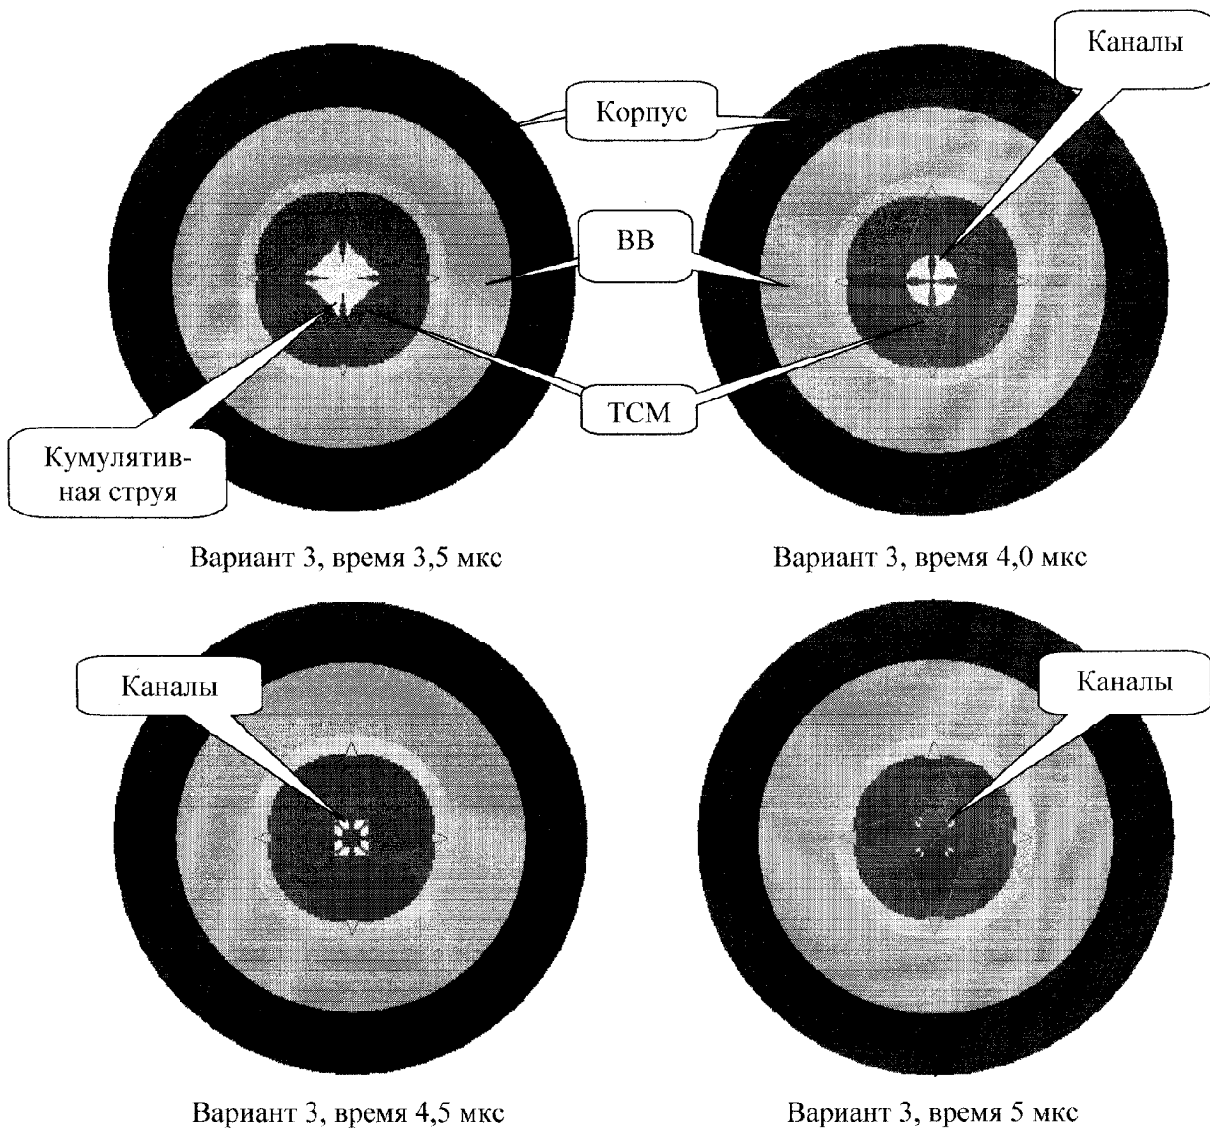 Каналы
Корпус
ВВ
ТСМ
Кумулятив-
ная струя
Вариант 3, время 3,5 мкс
Вариант 3, время 4,0 мкс
Каналы
Каналы
Вариант 3, время 4,5 мкс
Вариант 3, время 5 мкс